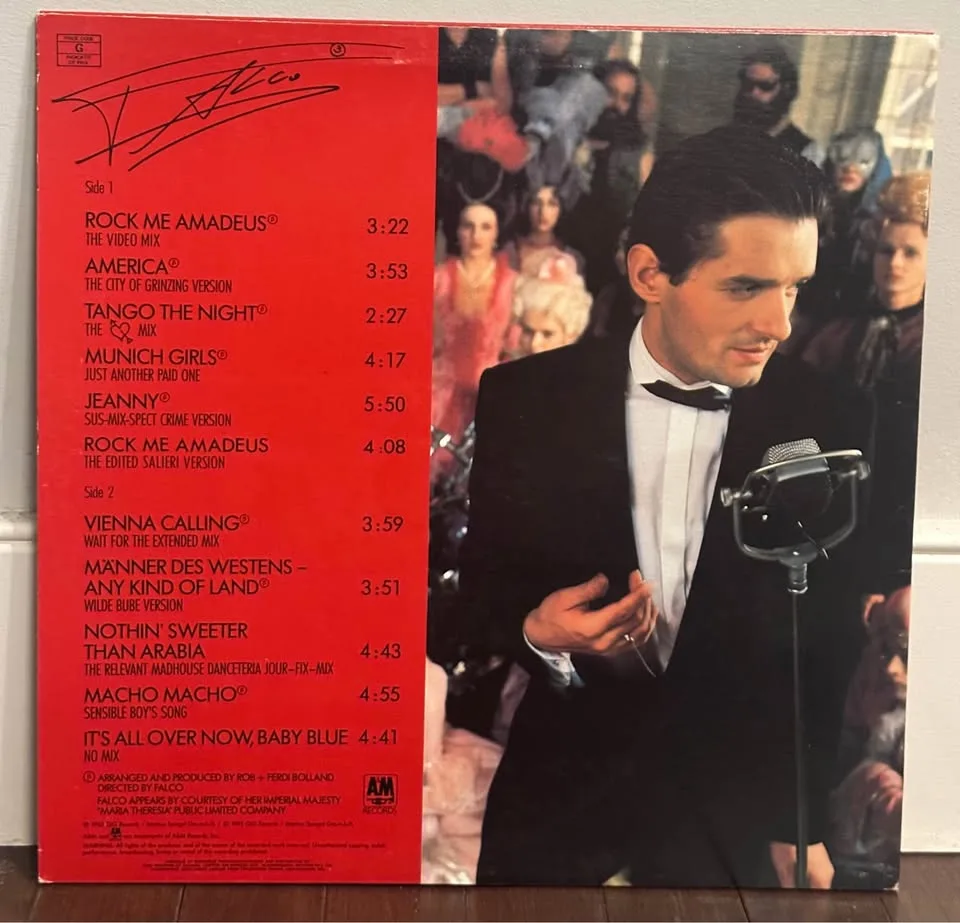 PRICE CODE
G
FALCO ③
Side 1
ROCK ME AMADEUS℗ 3:22
THE VIDEO MIX
AMERICA℗ 3:53
THE CITY OF GRINZING VERSION
TANGO THE NIGHT℗ 2:27
THE MIX
MUNICH GIRLS℗ 4:17
JUST ANOTHER PAID ONE
JEANNY℗ 5:50
SUS-MIX-SPECT CRIME VERSION
ROCK ME AMADEUS 4:08
THE EDITED SALIERI VERSION
Side 2
VIENNA CALLING℗ 3:59
WAIT FOR THE EXTENDED MIX
MÄNNER DES WESTENS –
ANY KIND OF LAND℗ 3:51
WILDE BUBE VERSION
NOTHIN' SWEETER
THAN ARABIA 4:43
THE RELEVANT MADHOUSE DANCETERIA JOUR–FIX–MIX
MACHO MACHO℗ 4:55
SENSIBLE BOY'S SONG
IT'S ALL OVER NOW, BABY BLUE 4:41
NO MIX
℗ ARRANGED AND PRODUCED BY ROB + FERDI BOLLAND
DIRECTED BY FALCO
FALCO APPEARS BY COURTESY OF HER IMPERIAL MAJESTY
"MARIA THERESIA" PUBLIC LIMITED COMPANY
A&M
RECORDS